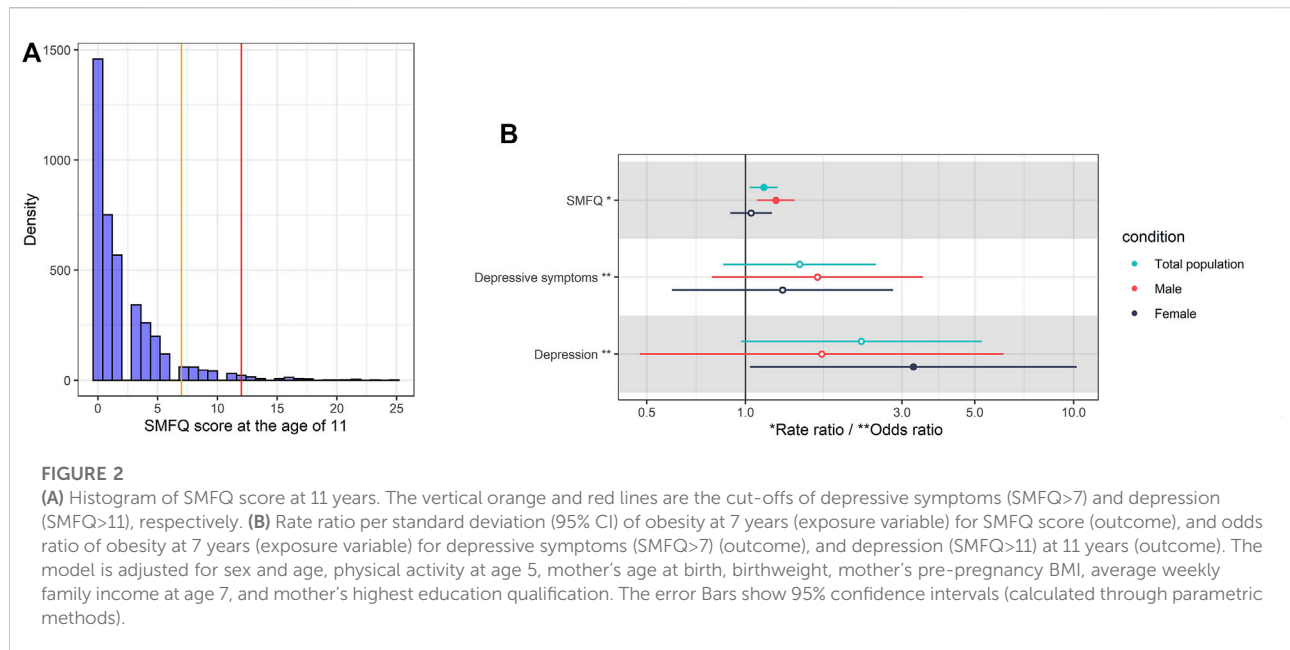 A
1500
1000
500
0
Density
0 5 10 15 20 25
SMFQ score at the age of 11
B
SMFQ *
Depressive symptoms **
Depression **
0.5 1.0 3.0 5.0 10.0
*Rate ratio / **Odds ratio
condition
Total population
Male
Female
FIGURE 2
(A) Histogram of SMFQ score at 11 years. The vertical orange and red lines are the cut-offs of depressive symptoms (SMFQ>7) and depression
(SMFQ>11), respectively. (B) Rate ratio per standard deviation (95% CI) of obesity at 7 years (exposure variable) for SMFQ score (outcome), and odds
ratio of obesity at 7 years (exposure variable) for depressive symptoms (SMFQ>7) (outcome), and depression (SMFQ>11) at 11 years (outcome). The
model is adjusted for sex and age, physical activity at age 5, mother's age at birth, birthweight, mother's pre-pregnancy BMI, average weekly
family income at age 7, and mother's highest education qualification. The error Bars show 95% confidence intervals (calculated through parametric
methods).